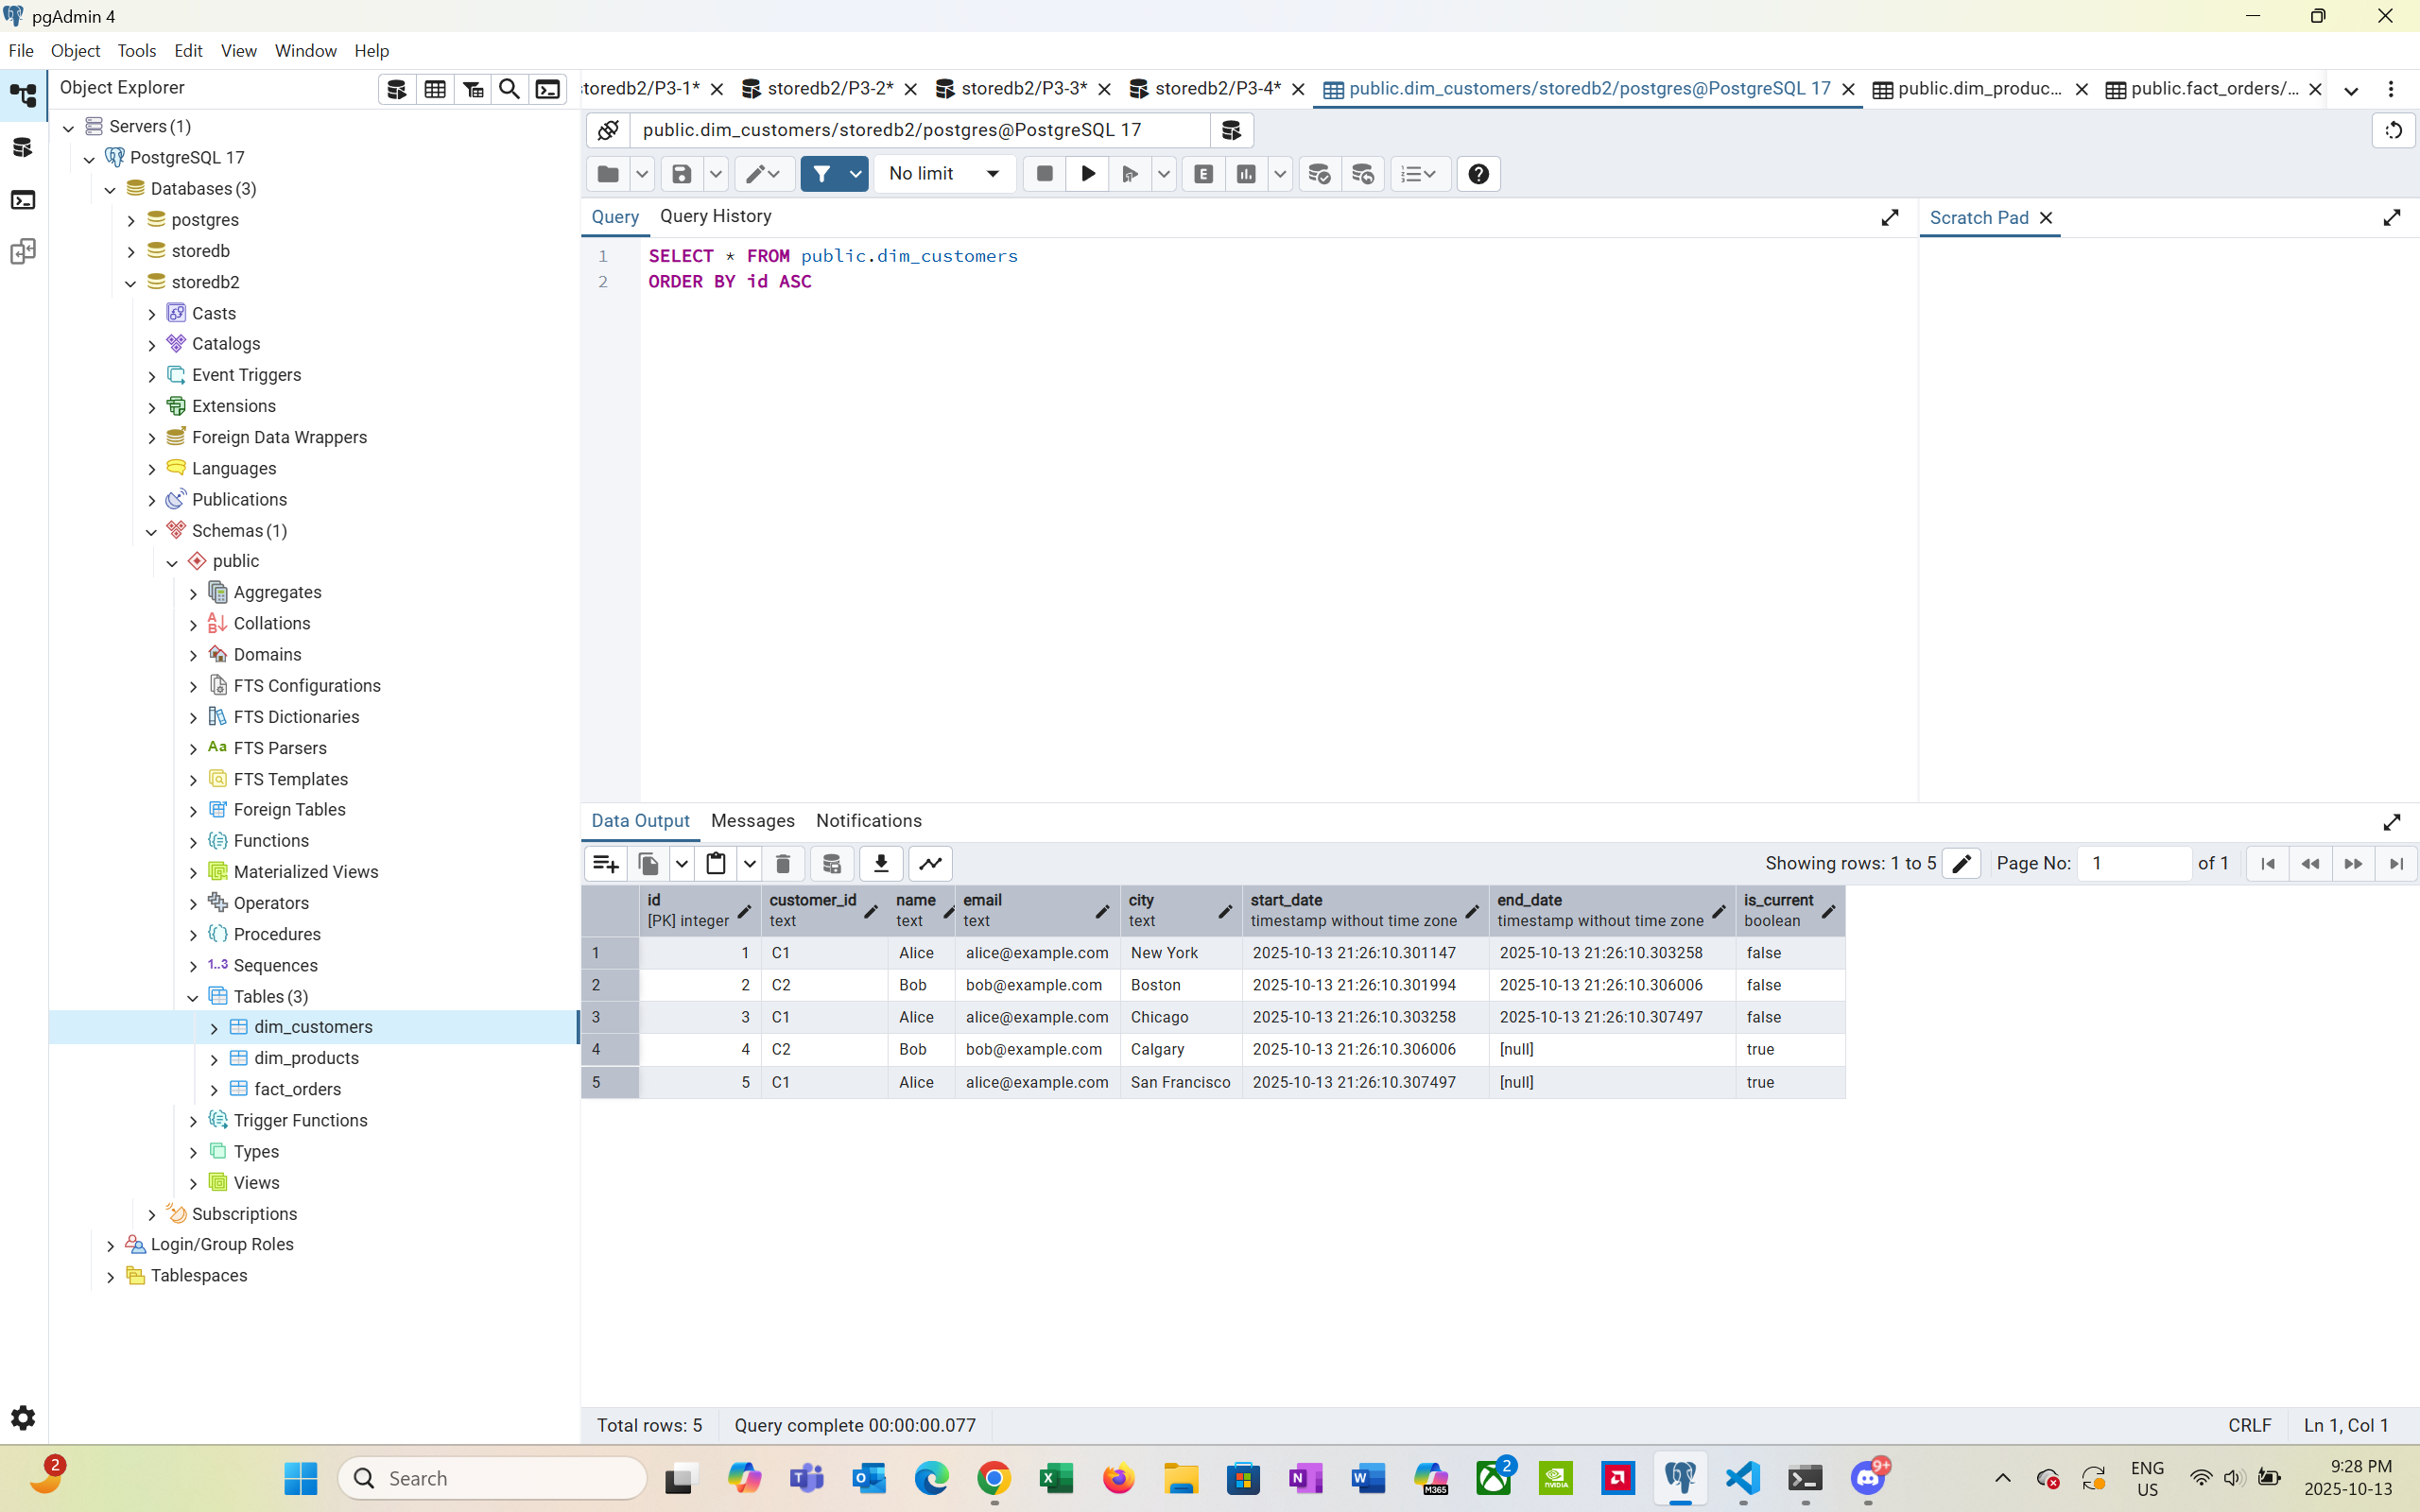 pgAdmin 4
File Object Tools Edit View Window Help
Object Explorer
storedb2/P3-1* storedb2/P3-2* storedb2/P3-3* storedb2/P3-4* public.dim_customers/storedb2/postgres@PostgreSQL 17 public.dim_produc... public.fact_orders/...
Servers (1)
PostgreSQL 17
Databases (3)
postgres
storedb
storedb2
Casts
Catalogs
Event Triggers
Extensions
Foreign Data Wrappers
Languages
Publications
Schemas (1)
public
Aggregates
Collations
Domains
FTS Configurations
FTS Dictionaries
Aa FTS Parsers
FTS Templates
Foreign Tables
Functions
Materialized Views
Operators
Procedures
1..3 Sequences
Tables (3)
dim_customers
dim_products
fact_orders
Trigger Functions
Types
Views
Subscriptions
Login/Group Roles
Tablespaces
public.dim_customers/storedb2/postgres@PostgreSQL 17
No limit E
Query Query History
Scratch Pad
1 SELECT * FROM public.dim_customers
2 ORDER BY id ASC
Data Output Messages Notifications
Showing rows: 1 to 5 Page No: 1 of 1
id customer_id name email city start_date end_date is_current
[PK] integer text text text text timestamp without time zone timestamp without time zone boolean
1 1 C1 Alice alice@example.com New York 2025-10-13 21:26:10.301147 2025-10-13 21:26:10.303258 false
2 2 C2 Bob bob@example.com Boston 2025-10-13 21:26:10.301994 2025-10-13 21:26:10.306006 false
3 3 C1 Alice alice@example.com Chicago 2025-10-13 21:26:10.303258 2025-10-13 21:26:10.307497 false
4 4 C2 Bob bob@example.com Calgary 2025-10-13 21:26:10.306006 [null] true
5 5 C1 Alice alice@example.com San Francisco 2025-10-13 21:26:10.307497 [null] true
Total rows: 5 Query complete 00:00:00.077 CRLF Ln 1, Col 1
2 Search M365 2 NVIDIA 9+
ENG
US
9:28 PM
2025-10-13